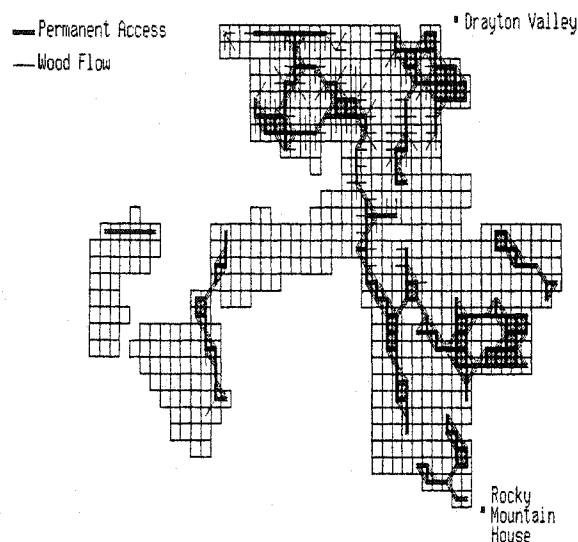 Permanent Access
Wood Flow
Drayton Valley
Rocky
Mountain
House